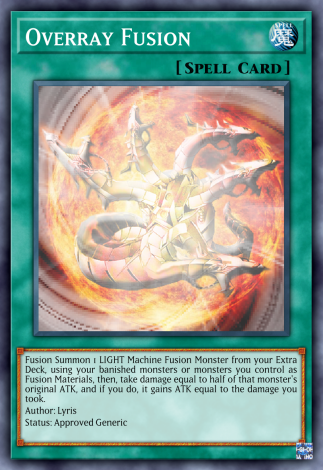 Overray Fusion
SPELL
魔
[Spell Card]
Fusion Summon 1 LIGHT Machine Fusion Monster from your Extra
Deck, using your banished monsters or monsters you control as
Fusion Materials, then, take damage equal to half of that monster's
original ATK, and if you do, it gains ATK equal to the damage you
took.
Author: Lyris
Status: Approved Generic